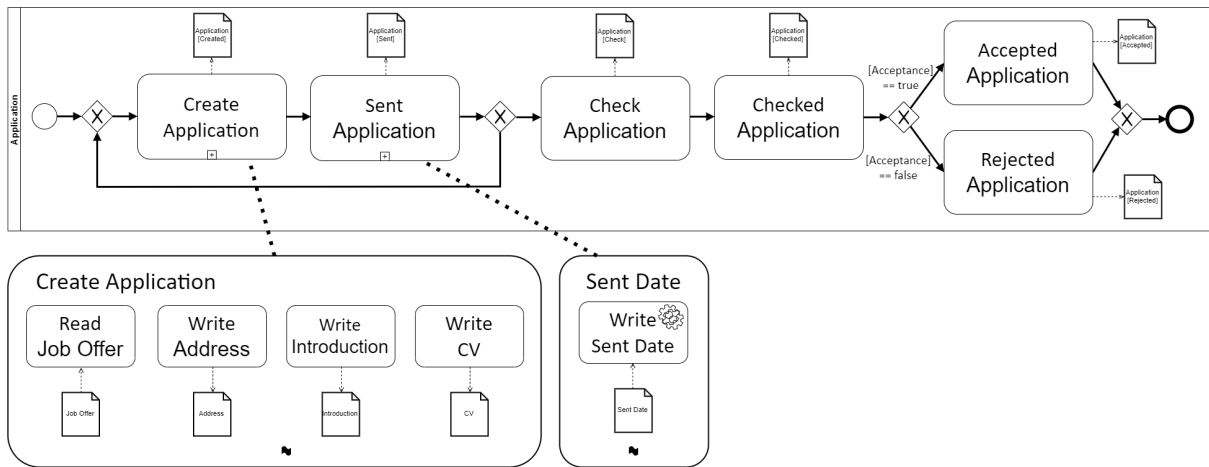 Application
Application
[Created]
Application
[Sent]
Application
[Check]
Application
[Checked]
Application
[Accepted]
Create
Application
Sent
Application
Check
Application
Checked
Application
[Acceptance]
== true
[Acceptance]
== false
Accepted
Application
Rejected
Application
Application
[Rejected]
X
X
X
X
Create Application
Read
Job Offer
Write
Address
Write
Introduction
Write
CV
Job Offer
Address
Introduction
CV
Sent Date
Write
Sent Date
Sent Date